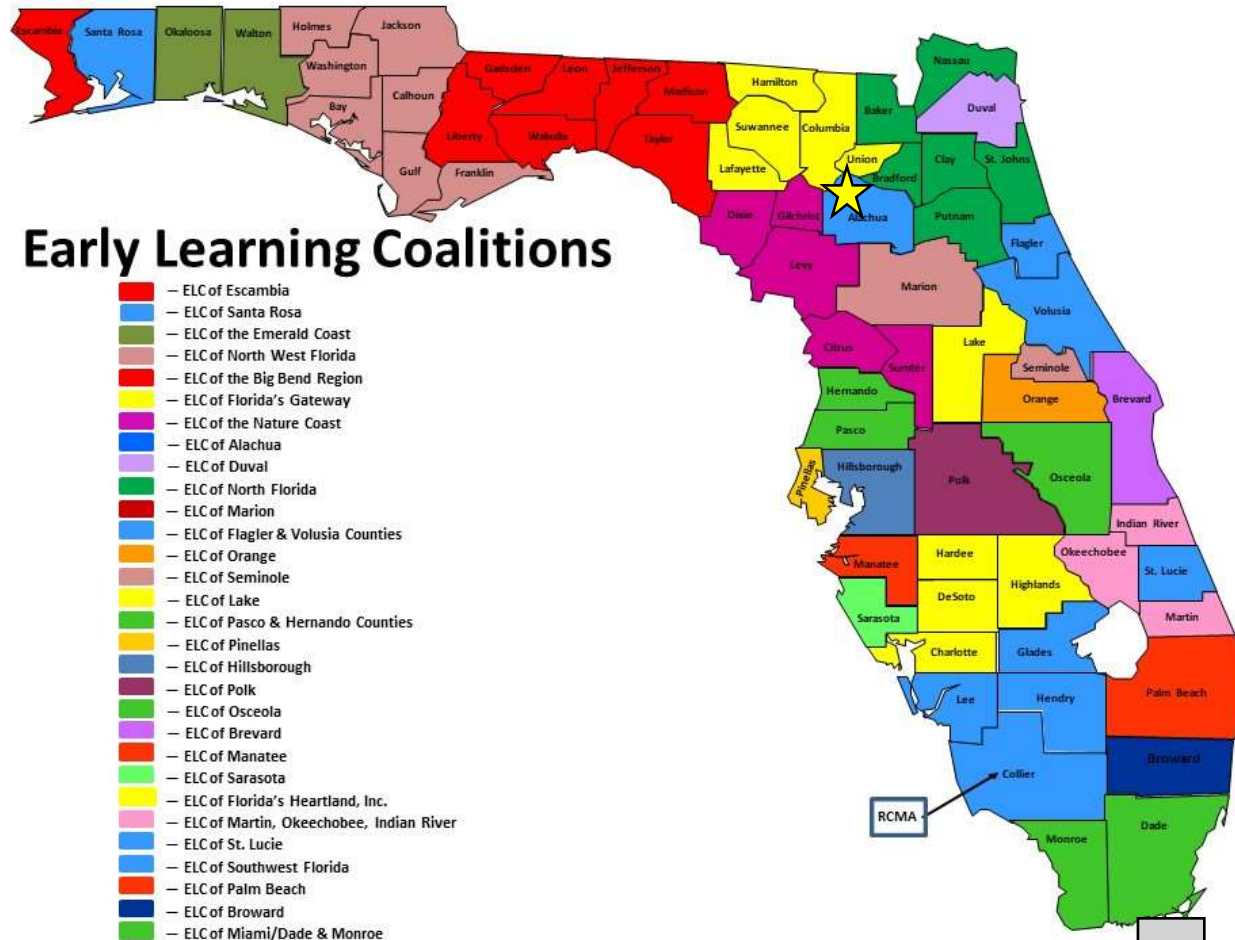 Escambia
Santa Rosa
Okaloosa
Walton
Holmes
Jackson
Washington
Bay
Calhoun
Gulf
Franklin
Gadsden
Leon
Jefferson
Madisan
Liberty
Wakulla
Taylor
Hamilton
Suwannee
Columbia
Lafayette
Union
Baker
Nassau
Duval
Bradford
Clay
St. Johns
Dixie
Gilchrist
Alachua
Putnam
Flagler
Levy
Marion
Volusia
Citrus
Sumter
Lake
Seminole
Orange
Brevard
Hernando
Pasco
Pinellas
Hillsborough
Polk
Osceola
Indian River
Okeechobee
St. Lucie
Manatee
Hardee
Highlands
DeSoto
Martin
Sarasota
Charlotte
Glades
Palm Beach
Lee
Hendry
Broward
Collier
RCMA
Monroe
Dade
Early Learning Coalitions
– ELC of Escambia
– ELC of Santa Rosa
– ELC of the Emerald Coast
– ELC of North West Florida
– ELC of the Big Bend Region
– ELC of Florida's Gateway
– ELC of the Nature Coast
– ELC of Alachua
– ELC of Duval
– ELC of North Florida
– ELC of Marion
– ELC of Flagler & Volusia Counties
– ELC of Orange
– ELC of Seminole
– ELC of Lake
– ELC of Pasco & Hernando Counties
– ELC of Pinellas
– ELC of Hillsborough
– ELC of Polk
– ELC of Osceola
– ELC of Brevard
– ELC of Manatee
– ELC of Sarasota
– ELC of Florida's Heartland, Inc.
– ELC of Martin, Okeechobee, Indian River
– ELC of St. Lucie
– ELC of Southwest Florida
– ELC of Palm Beach
– ELC of Broward
– ELC of Miami/Dade & Monroe